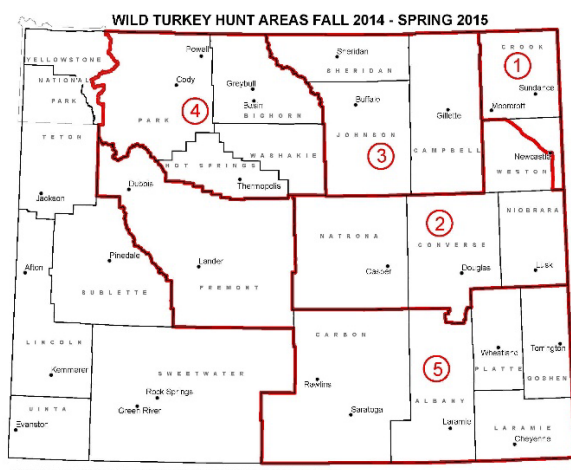 WILD TURKEY HUNT AREAS FALL 2014 - SPRING 2015
YELLOWSTONE
NATIONAL
PARK
TETON
Jackson
Powell
Cody
PARK
4
Greybull
Basin
BIGHORN
WASHAKIE
HOT SPRINGS
Thermopolis
Sheridan
SHERIDAN
Buffalo
JOHNSON
3
Gillette
CAMPBELL
CROOK
1
Sundance
Moorcroft
Newcastle
WESTON
Dubois
Afton
Pinedale
SUBLETTE
Lander
FREMONT
NATRONA
Casper
2
CONVERSE
Douglas
NIOBRARA
Lusk
LINCOLN
Kemmerer
UINTA
Evanston
SWEETWATER
Rock Springs
Green River
CARBON
Rawlins
Saratoga
5
ALBANY
Laramie
Wheatland
PLATTE
Torrington
GOSHEN
LARAMIE
Cheyenne